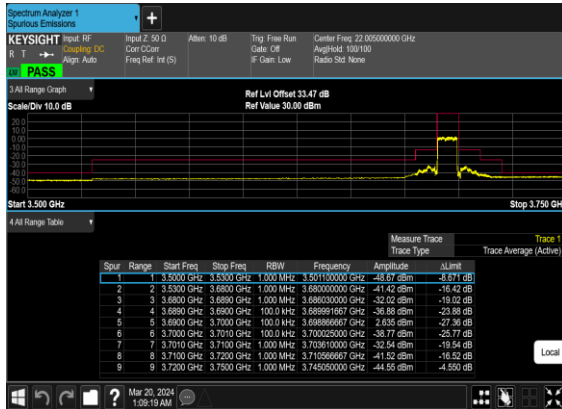 Spectrum Analyzer 1
Spurious Emissions
KEYSIGHT Input: RF Input Z: 50 Ω Atten: 10 dB Trig: Free Run Center Freq: 22.005000000 GHz
R T Coupling: DC Corr CCorr Gate: Off Avg|Hold: 100/100
Align: Auto Freq Ref: Int (S) IF Gain: Low Radio Std: None
PASS
3 All Range Graph
Ref Lvl Offset 33.47 dB
Scale/Div 10.0 dB Ref Value 30.00 dBm
20.0
10.0
0.00
-10.0
-20.0
-30.0
-40.0
-50.0
-60.0
Start 3.500 GHz Stop 3.750 GH
4 All Range Table
Measure Trace Trace 1
Trace Type Trace Average (Active)
Spur Range Start Freq Stop Freq RBW Frequency Amplitude ΔLimit
1 1 3.5000 GHz 3.5300 GHz 1.000 MHz 3.501100000 GHz -48.67 dBm -8.671 dB
2 2 3.5300 GHz 3.6800 GHz 1.000 MHz 3.680000000 GHz -41.42 dBm -16.42 dB
3 3 3.6800 GHz 3.6890 GHz 1.000 MHz 3.686030000 GHz -32.02 dBm -19.02 dB
4 4 3.6890 GHz 3.6900 GHz 100.0 kHz 3.689991667 GHz -36.88 dBm -23.88 dB
5 5 3.6900 GHz 3.7000 GHz 100.0 kHz 3.698866667 GHz 2.635 dBm -27.36 dB
6 6 3.7000 GHz 3.7010 GHz 100.0 kHz 3.700025000 GHz -38.77 dBm -25.77 dB
7 7 3.7010 GHz 3.7100 GHz 1.000 MHz 3.703610000 GHz -32.54 dBm -19.54 dB
8 8 3.7100 GHz 3.7200 GHz 1.000 MHz 3.710566667 GHz -41.52 dBm -16.52 dB
9 9 3.7200 GHz 3.7500 GHz 1.000 MHz 3.745050000 GHz -44.55 dBm -4.550 dB
Local
Mar 20, 2024
1:09:19 AM